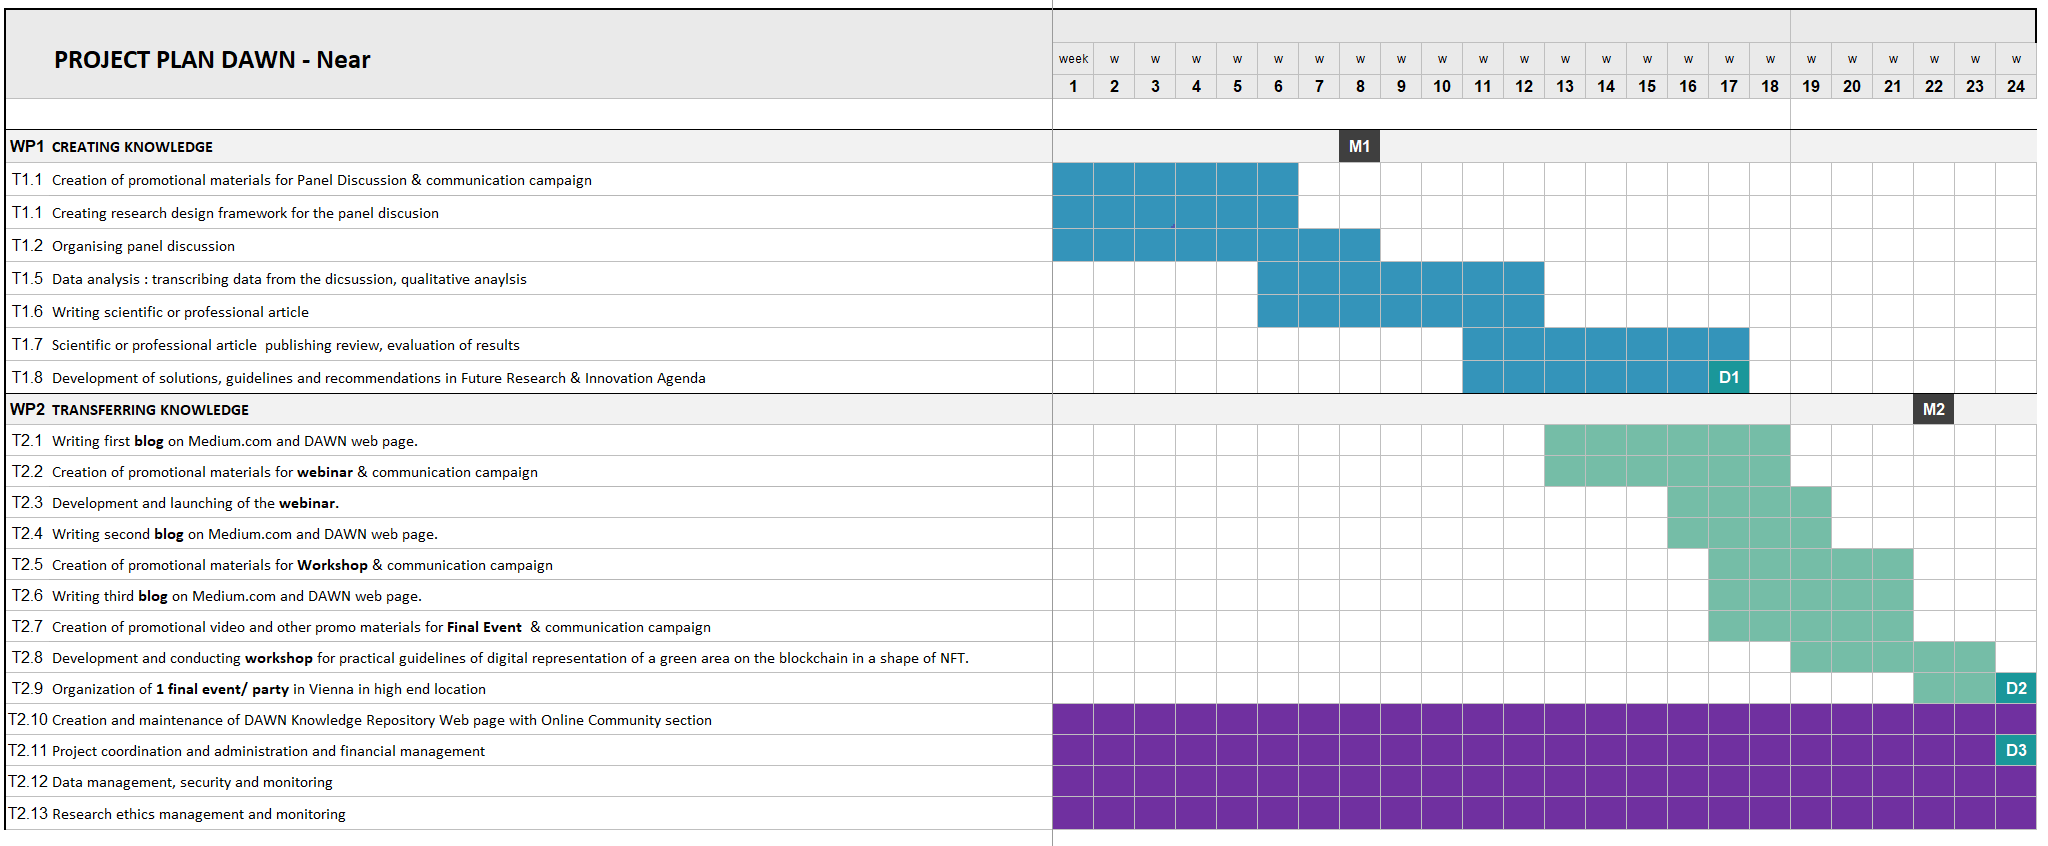 PROJECT PLAN DAWN - Near
week w w w w w w w w w w w w w w w w w w w w w w w
1 2 3 4 5 6 7 8 9 10 11 12 13 14 15 16 17 18 19 20 21 22 23 24
WP1 CREATING KNOWLEDGE M1
T1.1 Creation of promotional materials for Panel Discussion & communication campaign
T1.1 Creating research design framework for the panel discusion
T1.2 Organising panel discussion
T1.5 Data analysis : transcribing data from the dicsussion, qualitative anaylsis
T1.6 Writing scientific or professional article
T1.7 Scientific or professional article publishing review, evaluation of results
T1.8 Development of solutions, guidelines and recommendations in Future Research & Innovation Agenda D1
WP2 TRANSFERRING KNOWLEDGE M2
T2.1 Writing first blog on Medium.com and DAWN web page.
T2.2 Creation of promotional materials for webinar & communication campaign
T2.3 Development and launching of the webinar.
T2.4 Writing second blog on Medium.com and DAWN web page.
T2.5 Creation of promotional materials for Workshop & communication campaign
T2.6 Writing third blog on Medium.com and DAWN web page.
T2.7 Creation of promotional video and other promo materials for Final Event & communication campaign
T2.8 Development and conducting workshop for practical guidelines of digital representation of a green area on the blockchain in a shape of NFT.
T2.9 Organization of 1 final event/ party in Vienna in high end location D2
T2.10 Creation and maintenance of DAWN Knowledge Repository Web page with Online Community section
T2.11 Project coordination and administration and financial management D3
T2.12 Data management, security and monitoring
T2.13 Research ethics management and monitoring